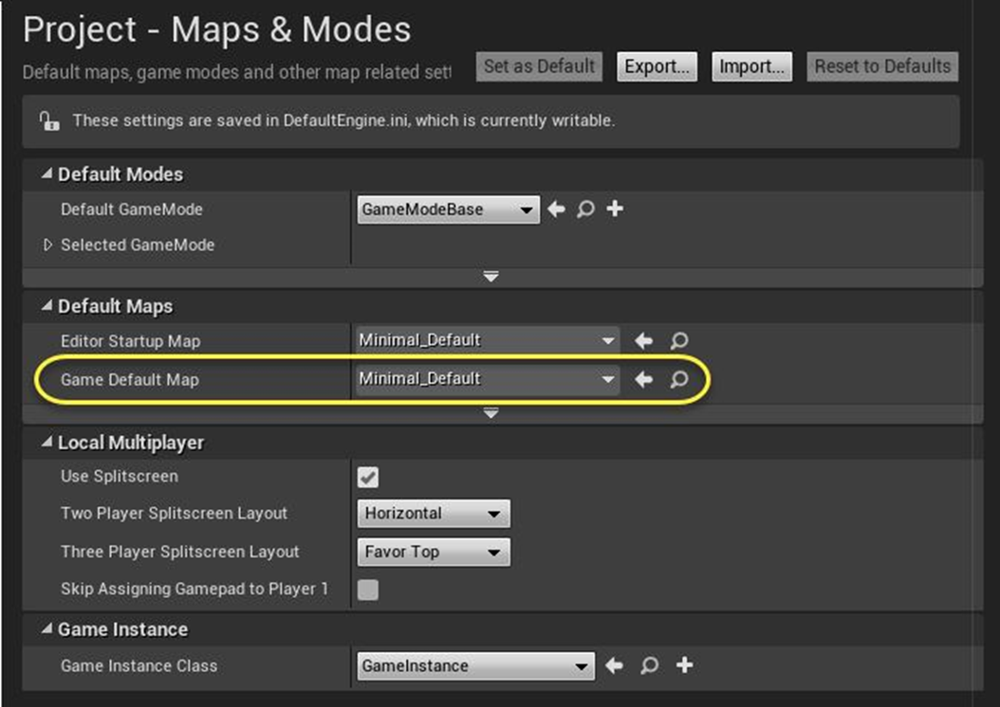 Project - Maps & Modes
Default maps, game modes and other map related set
Set as Default
Export...
Import...
Reset to Defaults
These settings are saved in DefaultEngine.ini, which is currently writable.
Default Modes
Default GameMode
GameModeBase
Selected GameMode
Default Maps
Editor Startup Map
Minimal_Default
Game Default Map
Minimal_Default
Local Multiplayer
Use Splitscreen
Two Player Splitscreen Layout
Horizontal
Three Player Splitscreen Layout
Favor Top
Skip Assigning Gamepad to Player 1
Game Instance
Game Instance Class
GameInstance